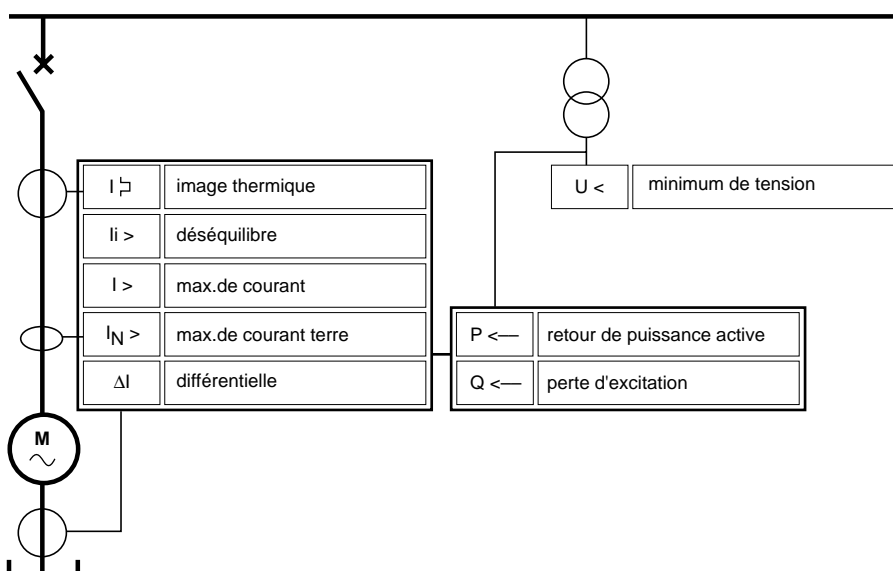 I image thermique
U < minimum de tension
Ii > déséquilibre
I > max.de courant
IN > max.de courant terre
P <— retour de puissance active
ΔI différentielle
Q <— perte d'excitation
M